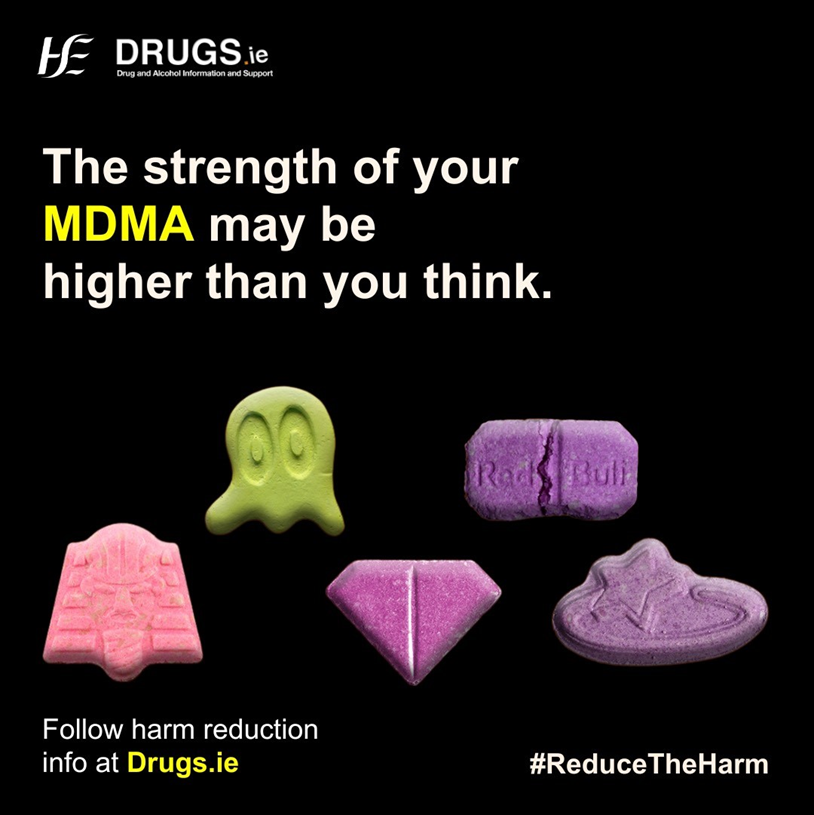 HSE DRUGS.ie
Drug and Alcohol Information and Support
The strength of your
MDMA may be
higher than you think.
Red Bull
Follow harm reduction
info at Drugs.ie
#ReduceTheHarm